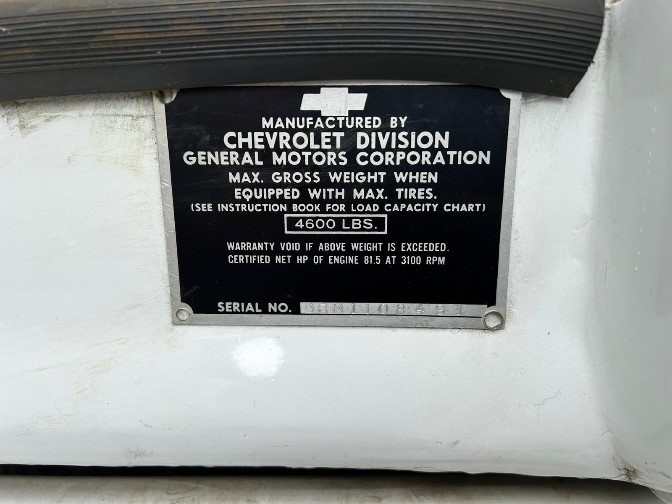 MANUFACTURED BY
CHEVROLET DIVISION
GENERAL MOTORS CORPORATION
MAX. GROSS WEIGHT WHEN
EQUIPPED WITH MAX. TIRES.
(SEE INSTRUCTION BOOK FOR LOAD CAPACITY CHART)
4600 LBS.
WARRANTY VOID IF ABOVE WEIGHT IS EXCEEDED.
CERTIFIED NET HP OF ENGINE 81.5 AT 3100 RPM
SERIAL NO.